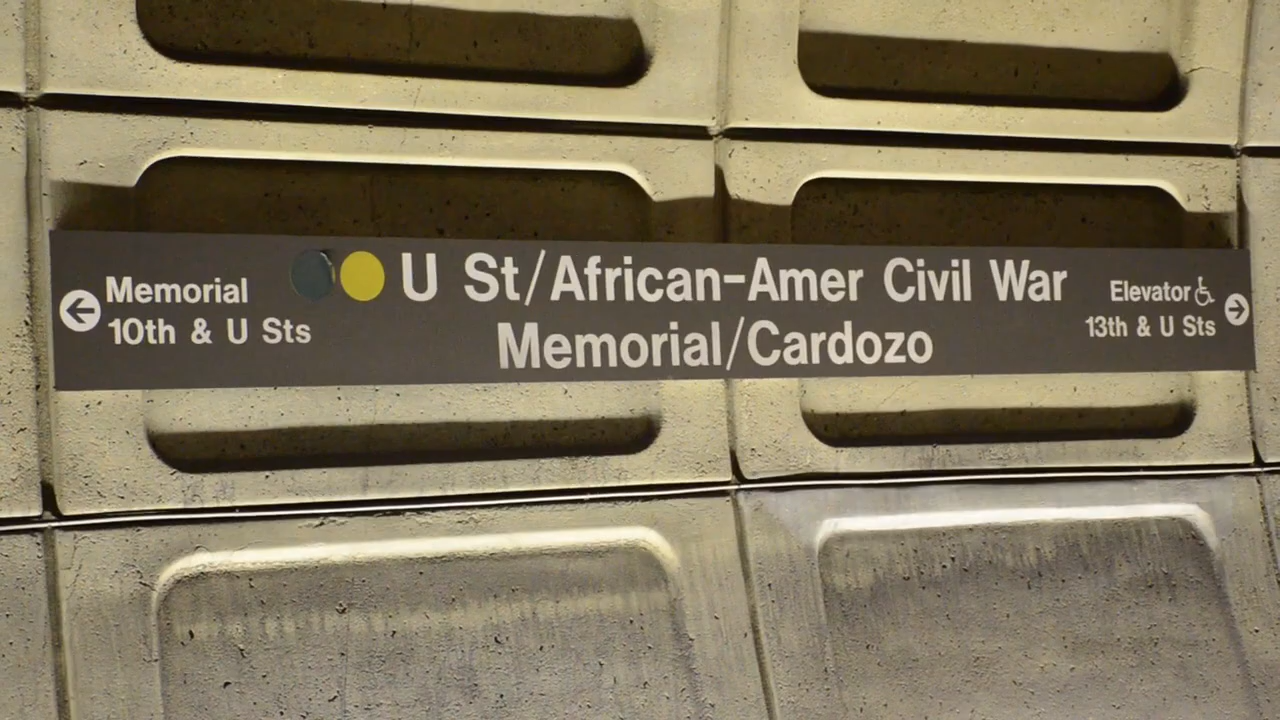 Memorial
10th & U Sts
U St/African-Amer Civil War
Memorial/Cardozo
Elevator
13th & U Sts